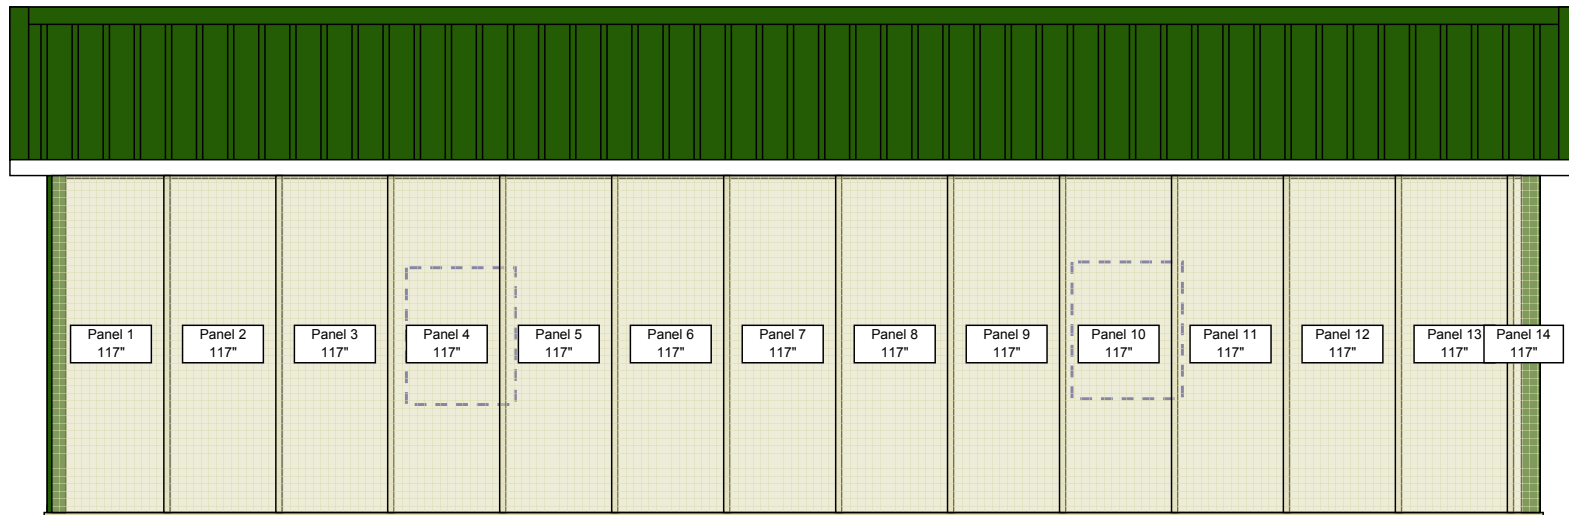 Panel 1
117"
Panel 2
117"
Panel 3
117"
Panel 4
117"
Panel 5
117"
Panel 6
117"
Panel 7
117"
Panel 8
117"
Panel 9
117"
Panel 10
117"
Panel 11
117"
Panel 12
117"
Panel 13
117"
Panel 14
117"